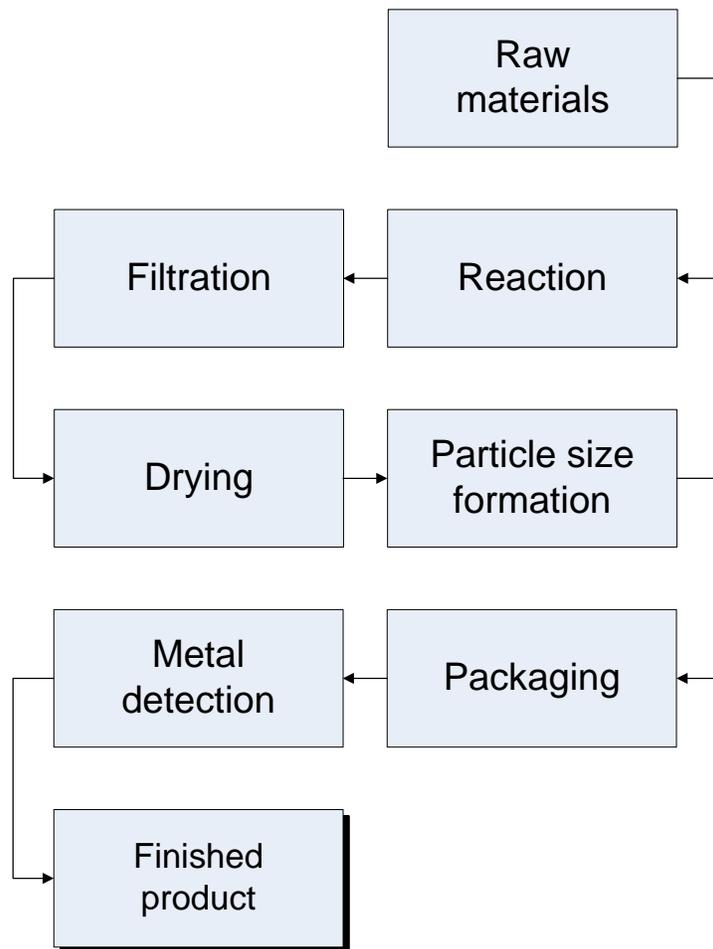 Raw
materials
Reaction
Filtration
Drying
Particle size
formation
Packaging
Metal
detection
Finished
product